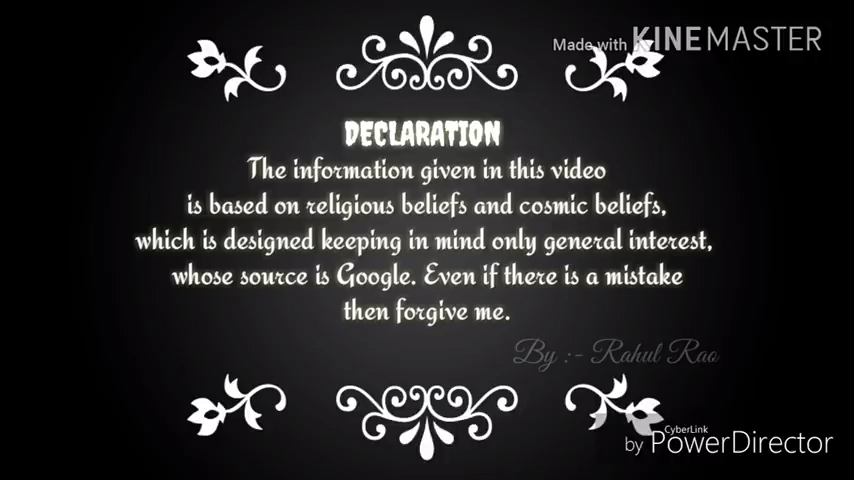 Made with KINEMASTER
DECLARATION
The information given in this video
is based on religious beliefs and cosmic beliefs,
which is designed keeping in mind only general interest,
whose source is Google. Even if there is a mistake
then forgive me.
By :- Rahul Rao
CyberLink
by PowerDirector